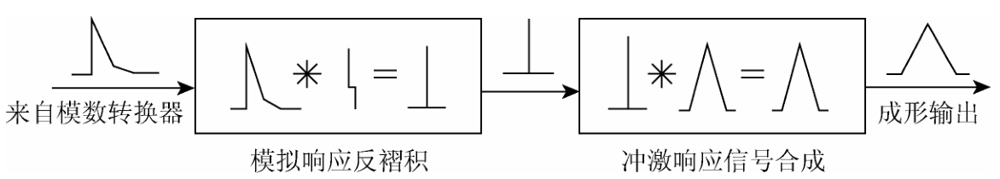 来自模数转换器
成形输出
模拟响应反褶积
冲激响应信号合成